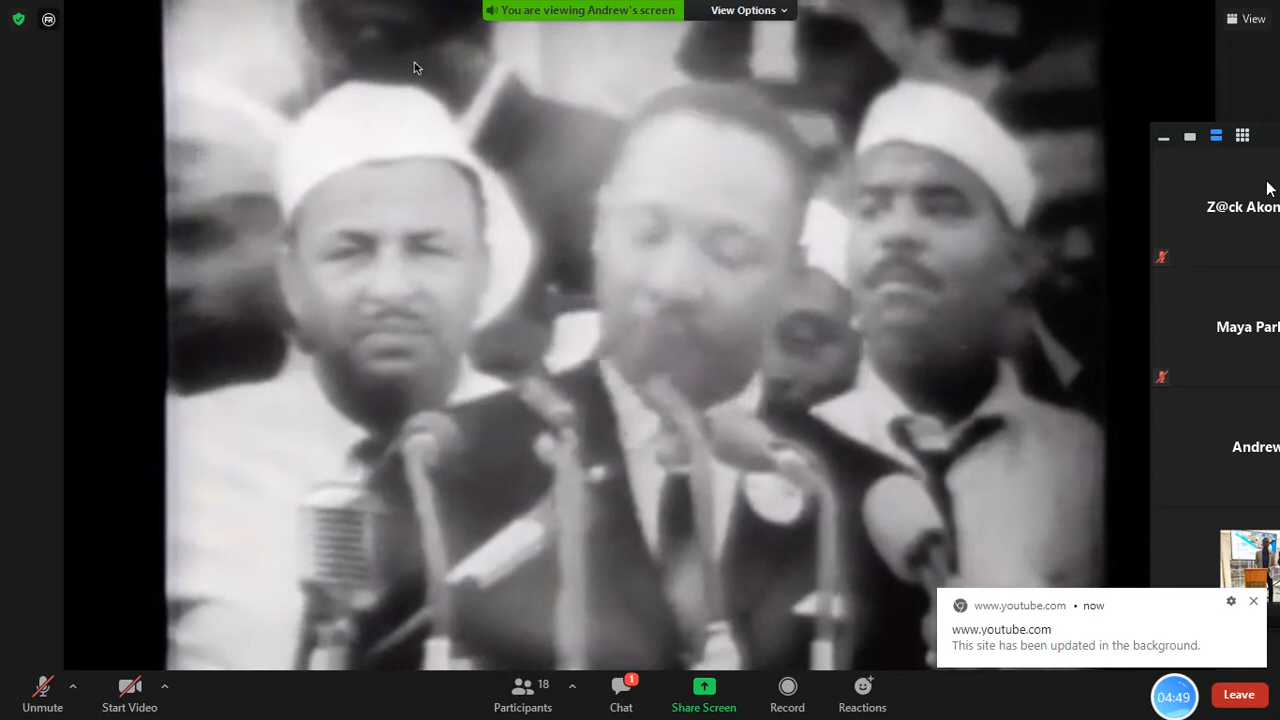 FR
You are viewing Andrew's screen
View Options
View
Z@ck Akon
Maya Par
Andrew
www.youtube.com • now
www.youtube.com
This site has been updated in the background.
Unmute
Start Video
18
Participants
1
Chat
Share Screen
Record
Reactions
04:49
Leave